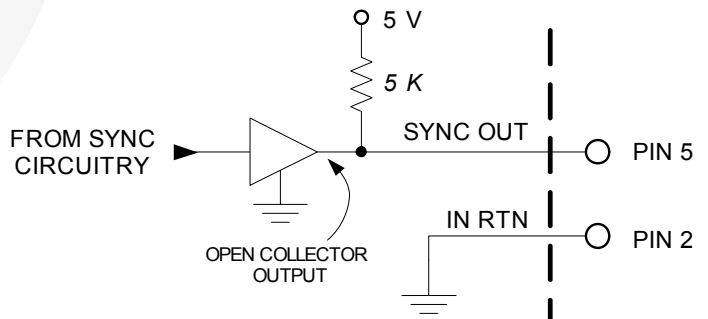 5 V
5 K
FROM SYNC
CIRCUITRY
SYNC OUT
PIN 5
IN RTN
PIN 2
OPEN COLLECTOR
OUTPUT